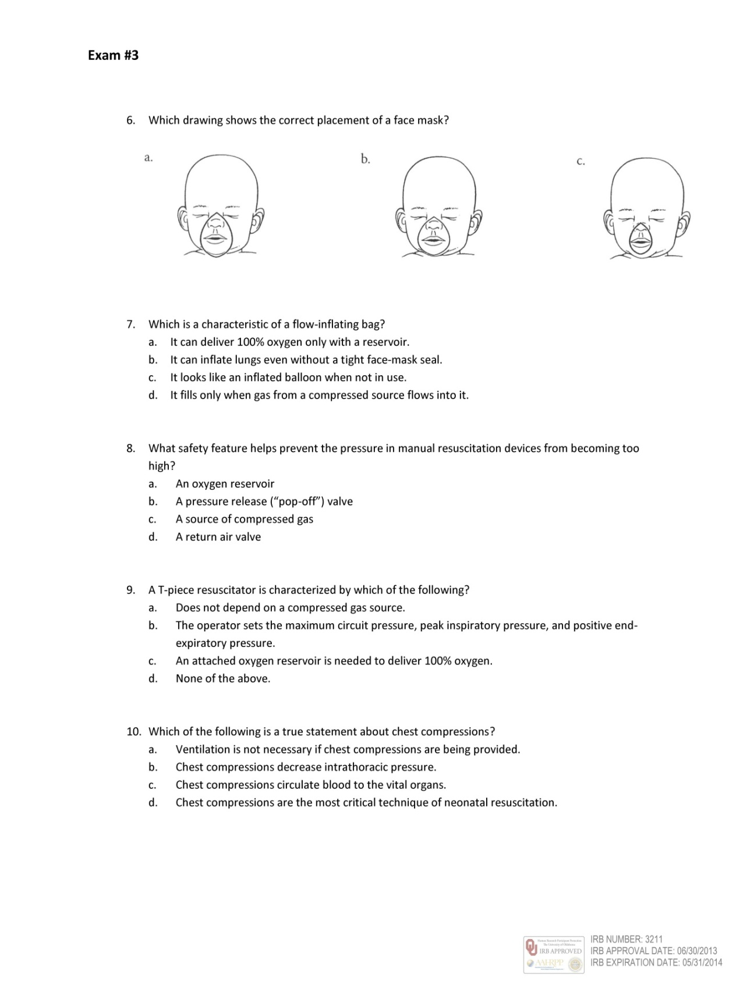 Exam #3
6. Which drawing shows the correct placement of a face mask?
a.
b.
c.
7. Which is a characteristic of a flow-inflating bag?
a. It can deliver 100% oxygen only with a reservoir.
b. It can inflate lungs even without a tight face-mask seal.
c. It looks like an inflated balloon when not in use.
d. It fills only when gas from a compressed source flows into it.
8. What safety feature helps prevent the pressure in manual resuscitation devices from becoming too
high?
a. An oxygen reservoir
b. A pressure release (“pop-off”) valve
c. A source of compressed gas
d. A return air valve
9. A T-piece resuscitator is characterized by which of the following?
a. Does not depend on a compressed gas source.
b. The operator sets the maximum circuit pressure, peak inspiratory pressure, and positive end-
expiratory pressure.
c. An attached oxygen reservoir is needed to deliver 100% oxygen.
d. None of the above.
10. Which of the following is a true statement about chest compressions?
a. Ventilation is not necessary if chest compressions are being provided.
b. Chest compressions decrease intrathoracic pressure.
c. Chest compressions circulate blood to the vital organs.
d. Chest compressions are the most critical technique of neonatal resuscitation.
IRB APPROVED
AAHRPP
IRB NUMBER: 3211
IRB APPROVAL DATE: 06/30/2013
IRB EXPIRATION DATE: 05/31/2014